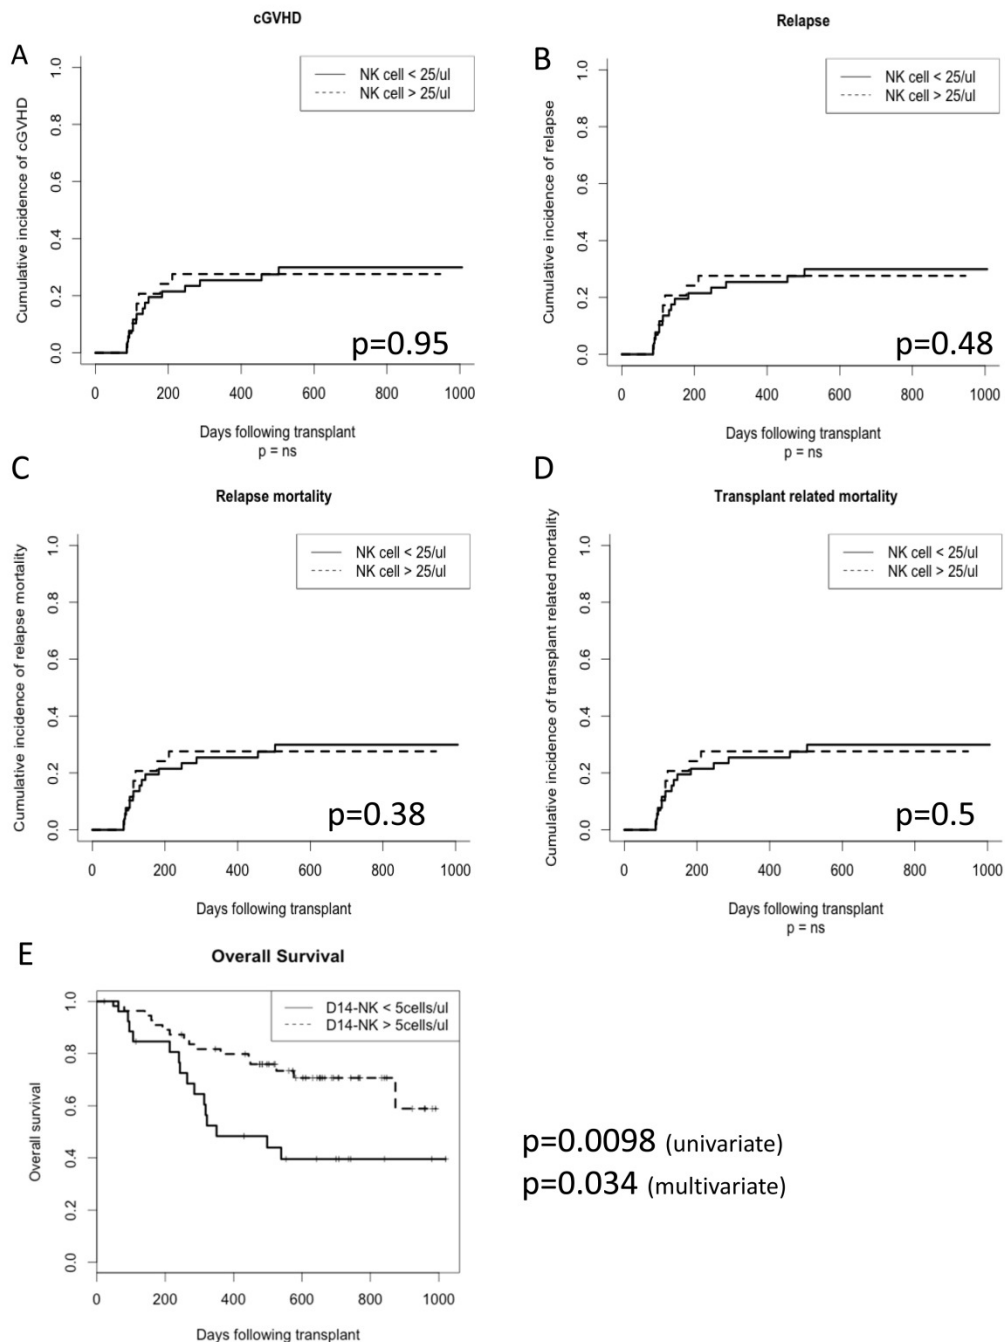 cGVHD
A
NK cell < 25/ul
NK cell > 25/ul
Cumulative incidence of cGVHD
0.0 0.2 0.4 0.6 0.8 1.0
p=0.95
0 200 400 600 800 1000
Days following transplant
p = ns
Relapse
B
NK cell < 25/ul
NK cell > 25/ul
Cumulative incidence of relapse
0.0 0.2 0.4 0.6 0.8 1.0
p=0.48
0 200 400 600 800 1000
Days following transplant
p = ns
C
Relapse mortality
NK cell < 25/ul
NK cell > 25/ul
Cumulative incidence of relapse mortality
0.0 0.2 0.4 0.6 0.8 1.0
p=0.38
0 200 400 600 800 1000
Days following transplant
D
Transplant related mortality
NK cell < 25/ul
NK cell > 25/ul
Cumulative incidence of transplant related mortality
0.0 0.2 0.4 0.6 0.8 1.0
p=0.5
0 200 400 600 800 1000
Days following transplant
p = ns
E
Overall Survival
D14-NK < 5cells/ul
D14-NK > 5cells/ul
Overall survival
0.0 0.2 0.4 0.6 0.8 1.0
0 200 400 600 800 1000
Days following transplant
p=0.0098 (univariate)
p=0.034 (multivariate)